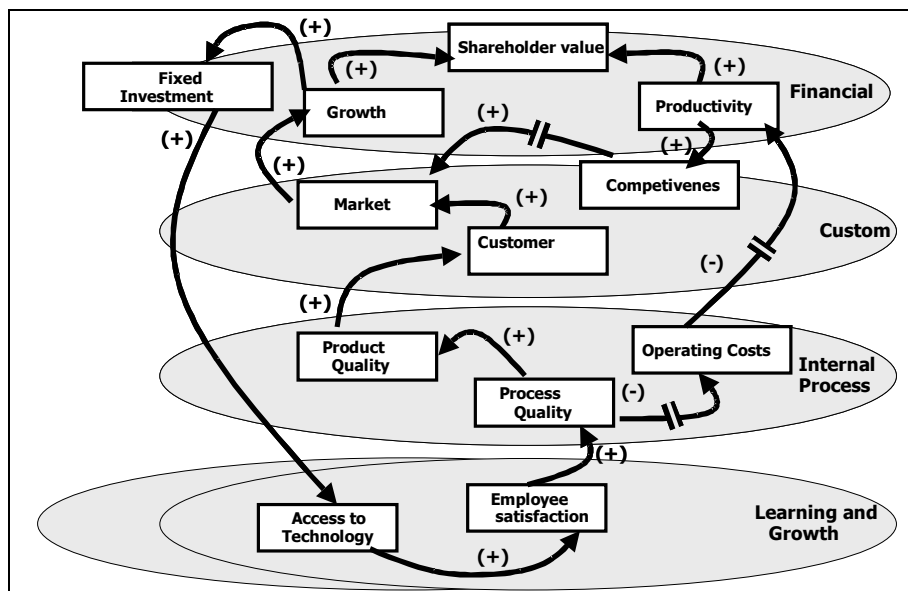 (+)
Shareholder value
(+)
(+)
Fixed
Investment
Financial
Growth
Productivity
(+)
(+)
(+)
(+)
Competivenes
Market
(+)
Customer
Custom
(-)
(+)
(+)
Product
Quality
Operating Costs
Internal
Process
Process
Quality
(-)
(+)
Employee
satisfaction
Access to
Technology
Learning and
Growth
(+)